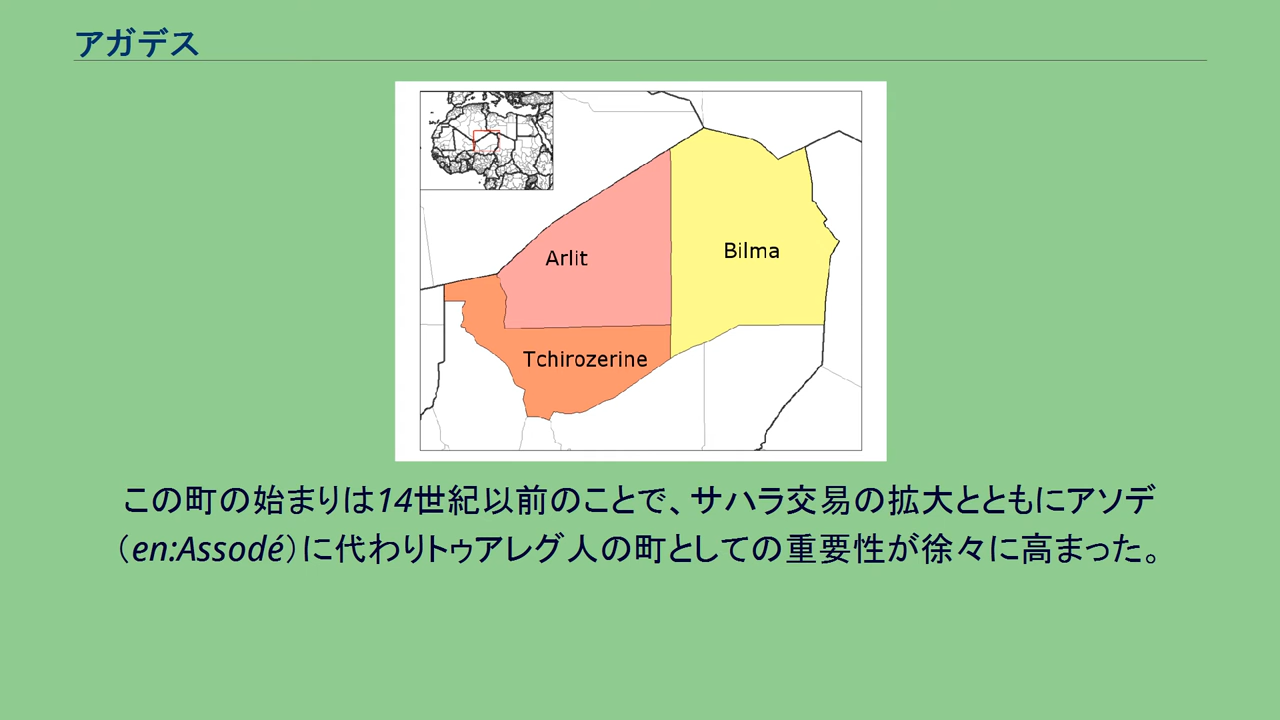 アガデス
Arlit
Bilma
Tchirozerine
この町の始まりは14世紀以前のことで、サハラ交易の拡大とともにアソデ
（en:Assodé）に代わりトゥアレグ人の町としての重要性が徐々に高まった。